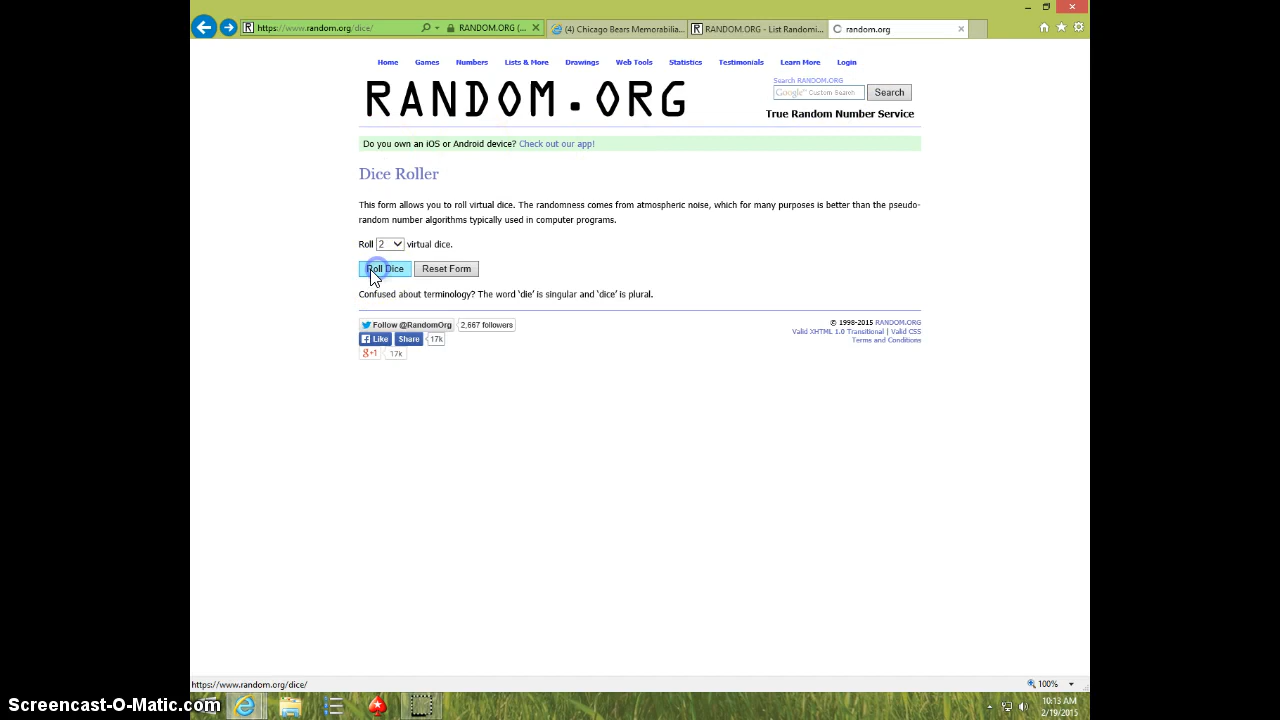 https://www.random.org/dice/
RANDOM.ORG (...
(4) Chicago Bears Memorabilia...
RANDOM.ORG - List Randomi...
random.org
Home Games Numbers Lists & More Drawings Web Tools Statistics Testimonials Learn More Login
RANDOM.ORG
Search RANDOM.ORG
Google™ Custom Search Search
True Random Number Service
Do you own an iOS or Android device? Check out our app!
Dice Roller
This form allows you to roll virtual dice. The randomness comes from atmospheric noise, which for many purposes is better than the pseudo-
random number algorithms typically used in computer programs.
Roll 2 virtual dice.
Roll Dice Reset Form
Confused about terminology? The word ‘die’ is singular and ‘dice’ is plural.
Follow @RandomOrg 2,667 followers
Like Share 17k
g+1 17k
© 1998-2015 RANDOM.ORG
Valid XHTML 1.0 Transitional | Valid CSS
Terms and Conditions
https://www.random.org/dice/
100%
10:13 AM
2/19/2015
Screencast-O-Matic.com